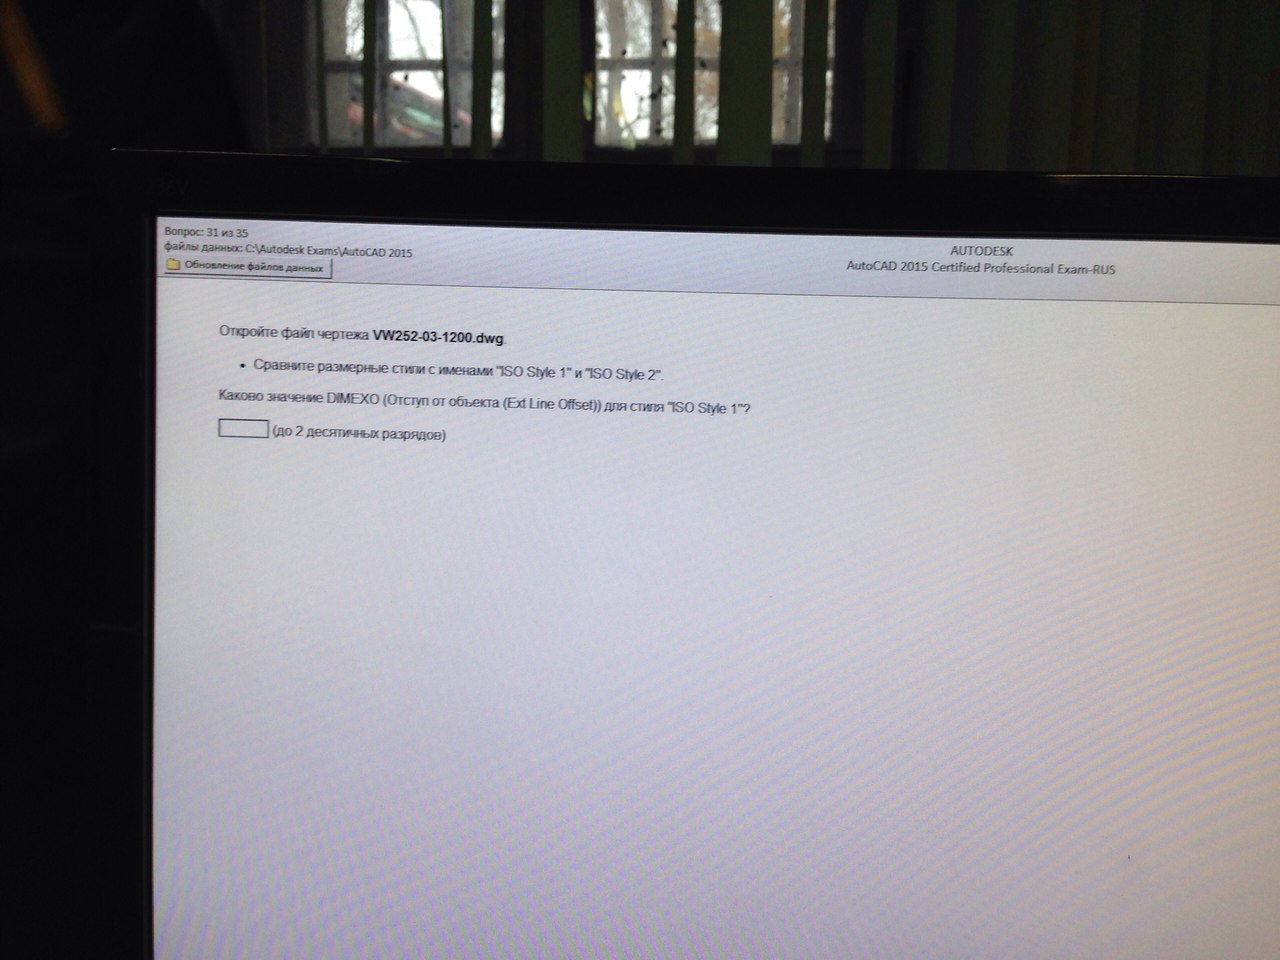 Вопрос: 31 из 35
файлы данных: C:\Autodesk Exams\AutoCAD 2015
Обновление файлов данных
AUTODESK
AutoCAD 2015 Certified Professional Exam-RUS
Откройте файл чертежа VW252-03-1200.dwg.
• Сравните размерные стили с именами "ISO Style 1" и "ISO Style 2".
Каково значение DIMEXO (Отступ от объекта (Ext Line Offset)) для стиля "ISO Style 1"?
(до 2 десятичных разрядов)